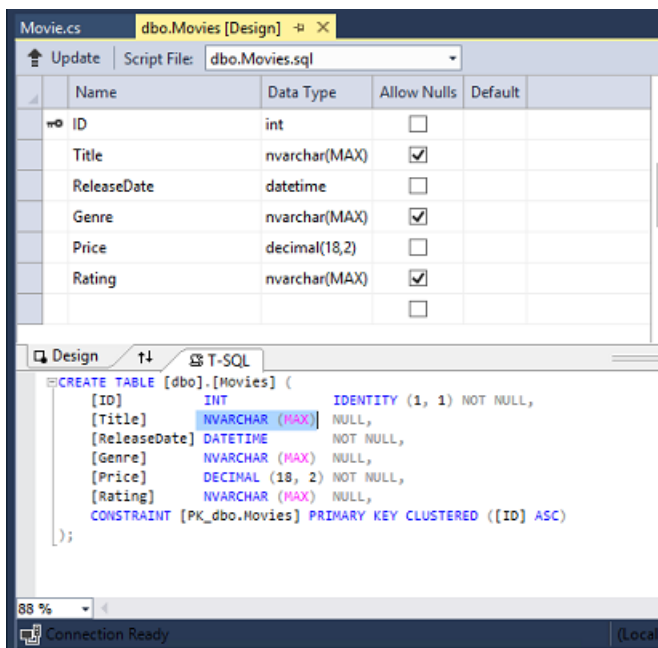 Movie.cs dbo.Movies [Design]
Update Script File: dbo.Movies.sql
Name Data Type Allow Nulls Default
ID int
Title nvarchar(MAX)
ReleaseDate datetime
Genre nvarchar(MAX)
Price decimal(18,2)
Rating nvarchar(MAX)
Design T-SQL
CREATE TABLE [dbo].[Movies] (
[ID] INT IDENTITY (1, 1) NOT NULL,
[Title] NVARCHAR (MAX) NULL,
[ReleaseDate] DATETIME NOT NULL,
[Genre] NVARCHAR (MAX) NULL,
[Price] DECIMAL (18, 2) NOT NULL,
[Rating] NVARCHAR (MAX) NULL,
CONSTRAINT [PK_dbo.Movies] PRIMARY KEY CLUSTERED ([ID] ASC)
);
88 %
Connection Ready (Local